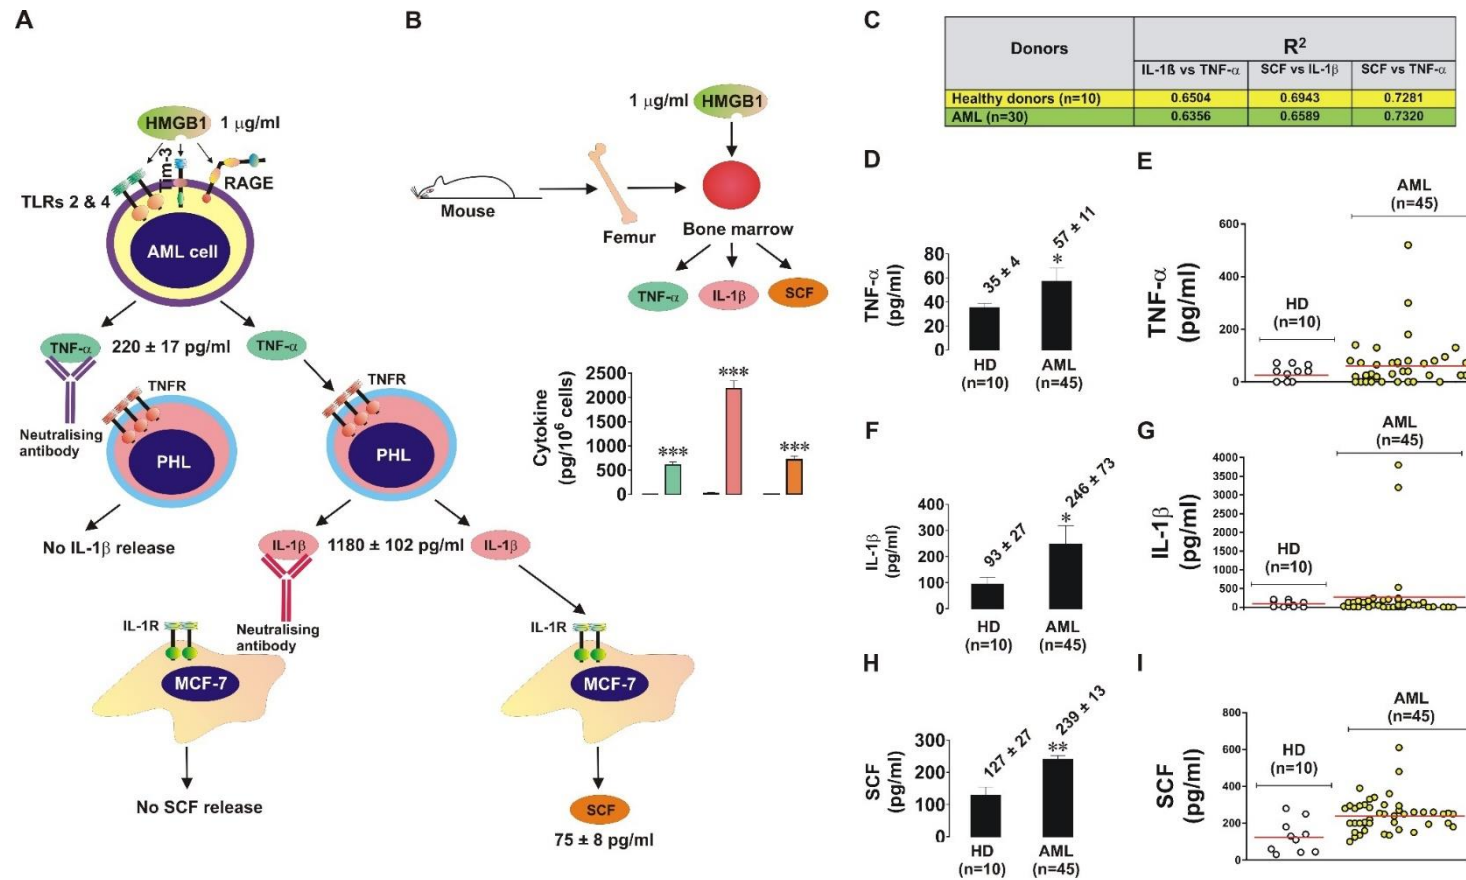 A
HMGB1 1 µg/ml
Tim-3
RAGE
TLRs 2 & 4
AML cell
TNF-α 220 ± 17 pg/ml TNF-α
TNFR
TNFR
Neutralising
antibody
PHL
PHL
No IL-1β release
IL-1β 1180 ± 102 pg/ml IL-1β
IL-1R
Neutralising
antibody
IL-1R
MCF-7
MCF-7
No SCF release
SCF
75 ± 8 pg/ml
B
1 µg/ml HMGB1
Mouse
Femur
Bone marrow
TNF-α IL-1β SCF
Cytokine
(pg/10⁶ cells)
2500
2000
1500
1000
500
0
*** *** ***
C
Donors R²
IL-1ß vs TNF-α SCF vs IL-1β SCF vs TNF-α
Healthy donors (n=10) 0.6504 0.6943 0.7281
AML (n=30) 0.6356 0.6589 0.7320
D
TNF-α
(pg/ml)
80
60
40
20
0
35 ± 4
57 ± 11
*
HD AML
(n=10) (n=45)
E
TNF-α
(pg/ml)
600
400
200
0
HD
(n=10)
AML
(n=45)
F
IL-1β
(pg/ml)
400
300
200
100
0
93 ± 27
246 ± 73
*
HD AML
(n=10) (n=45)
G
IL-1β
(pg/ml)
4000
3500
3000
2500
2000
1500
1000
500
0
HD
(n=10)
AML
(n=45)
H
SCF
(pg/ml)
300
200
100
0
127 ± 27
239 ± 13
**
HD AML
(n=10) (n=45)
I
SCF
(pg/ml)
800
600
400
200
0
HD
(n=10)
AML
(n=45)